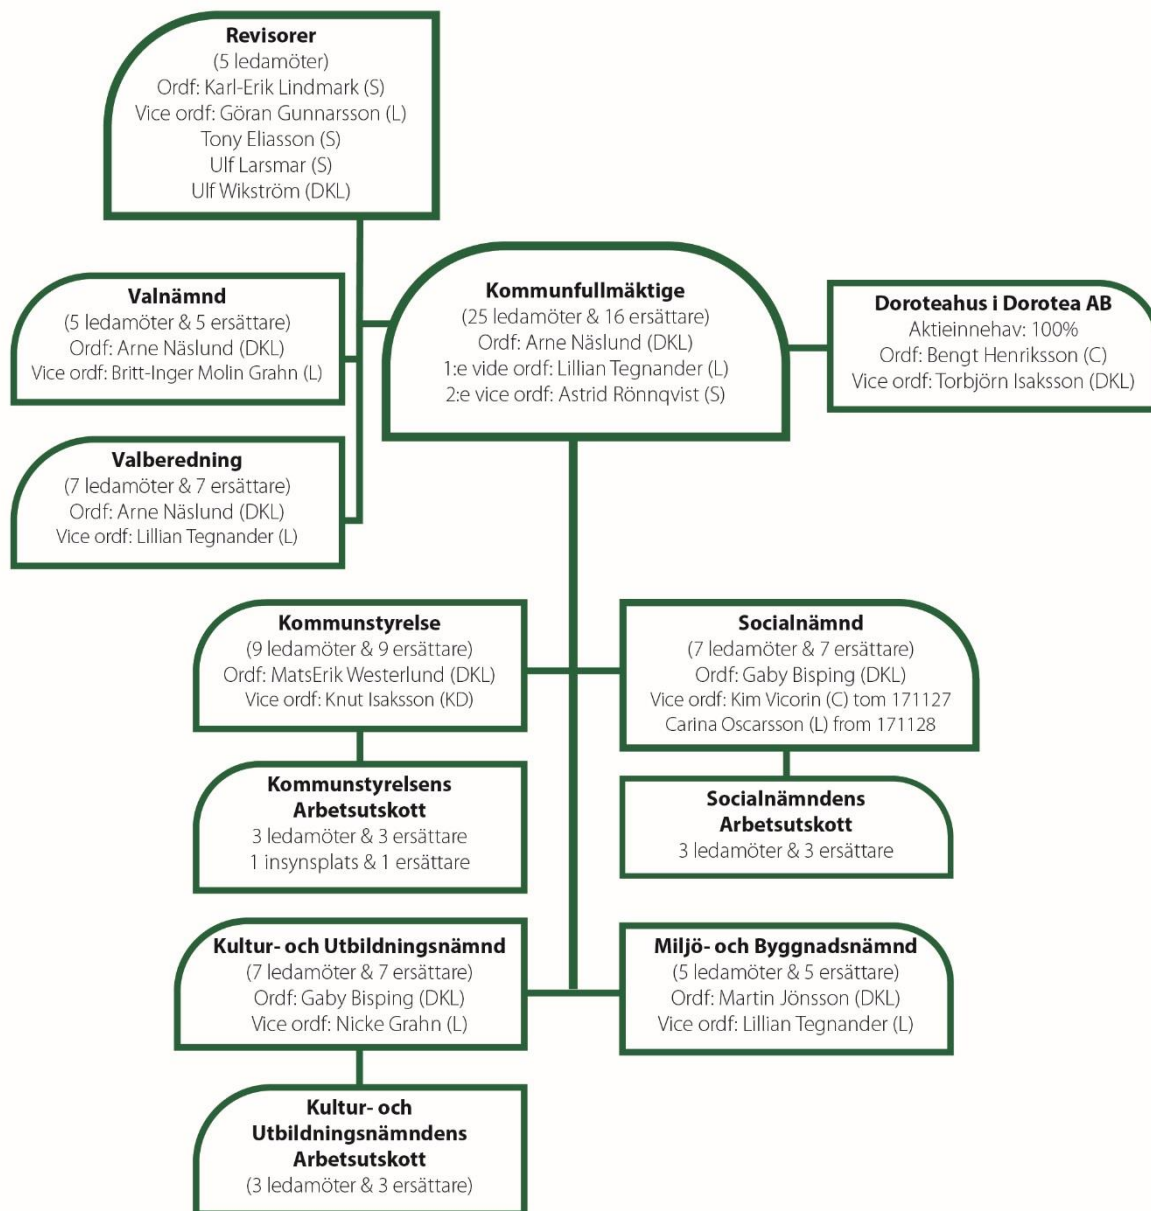 Revisorer
(5 ledamöter)
Ordf: Karl-Erik Lindmark (S)
Vice ordf: Göran Gunnarsson (L)
Tony Eliasson (S)
Ulf Larsmar (S)
Ulf Wikström (DKL)
Valnämnd
(5 ledamöter & 5 ersättare)
Ordf: Arne Näslund (DKL)
Vice ordf: Britt-Inger Molin Grahn (L)
Kommunfullmäktige
(25 ledamöter & 16 ersättare)
Ordf: Arne Näslund (DKL)
1:e vide ordf: Lillian Tegnander (L)
2:e vice ordf: Astrid Rönnqvist (S)
Doroteahus i Dorotea AB
Aktieinnehav: 100%
Ordf: Bengt Henriksson (C)
Vice ordf: Torbjörn Isaksson (DKL)
Valberedning
(7 ledamöter & 7 ersättare)
Ordf: Arne Näslund (DKL)
Vice ordf: Lillian Tegnander (L)
Kommunstyrelse
(9 ledamöter & 9 ersättare)
Ordf: MatsErik Westerlund (DKL)
Vice ordf: Knut Isaksson (KD)
Socialnämnd
(7 ledamöter & 7 ersättare)
Ordf: Gaby Bisping (DKL)
Vice ordf: Kim Vicorin (C) tom 171127
Carina Oscarsson (L) from 171128
Kommunstyrelsens
Arbetsutskott
3 ledamöter & 3 ersättare
1 insynsplats & 1 ersättare
Socialnämndens
Arbetsutskott
3 ledamöter & 3 ersättare
Kultur- och Utbildningsnämnd
(7 ledamöter & 7 ersättare)
Ordf: Gaby Bisping (DKL)
Vice ordf: Nicke Grahn (L)
Miljö- och Byggnadsnämnd
(5 ledamöter & 5 ersättare)
Ordf: Martin Jönsson (DKL)
Vice ordf: Lillian Tegnander (L)
Kultur- och
Utbildningsnämndens
Arbetsutskott
(3 ledamöter & 3 ersättare)